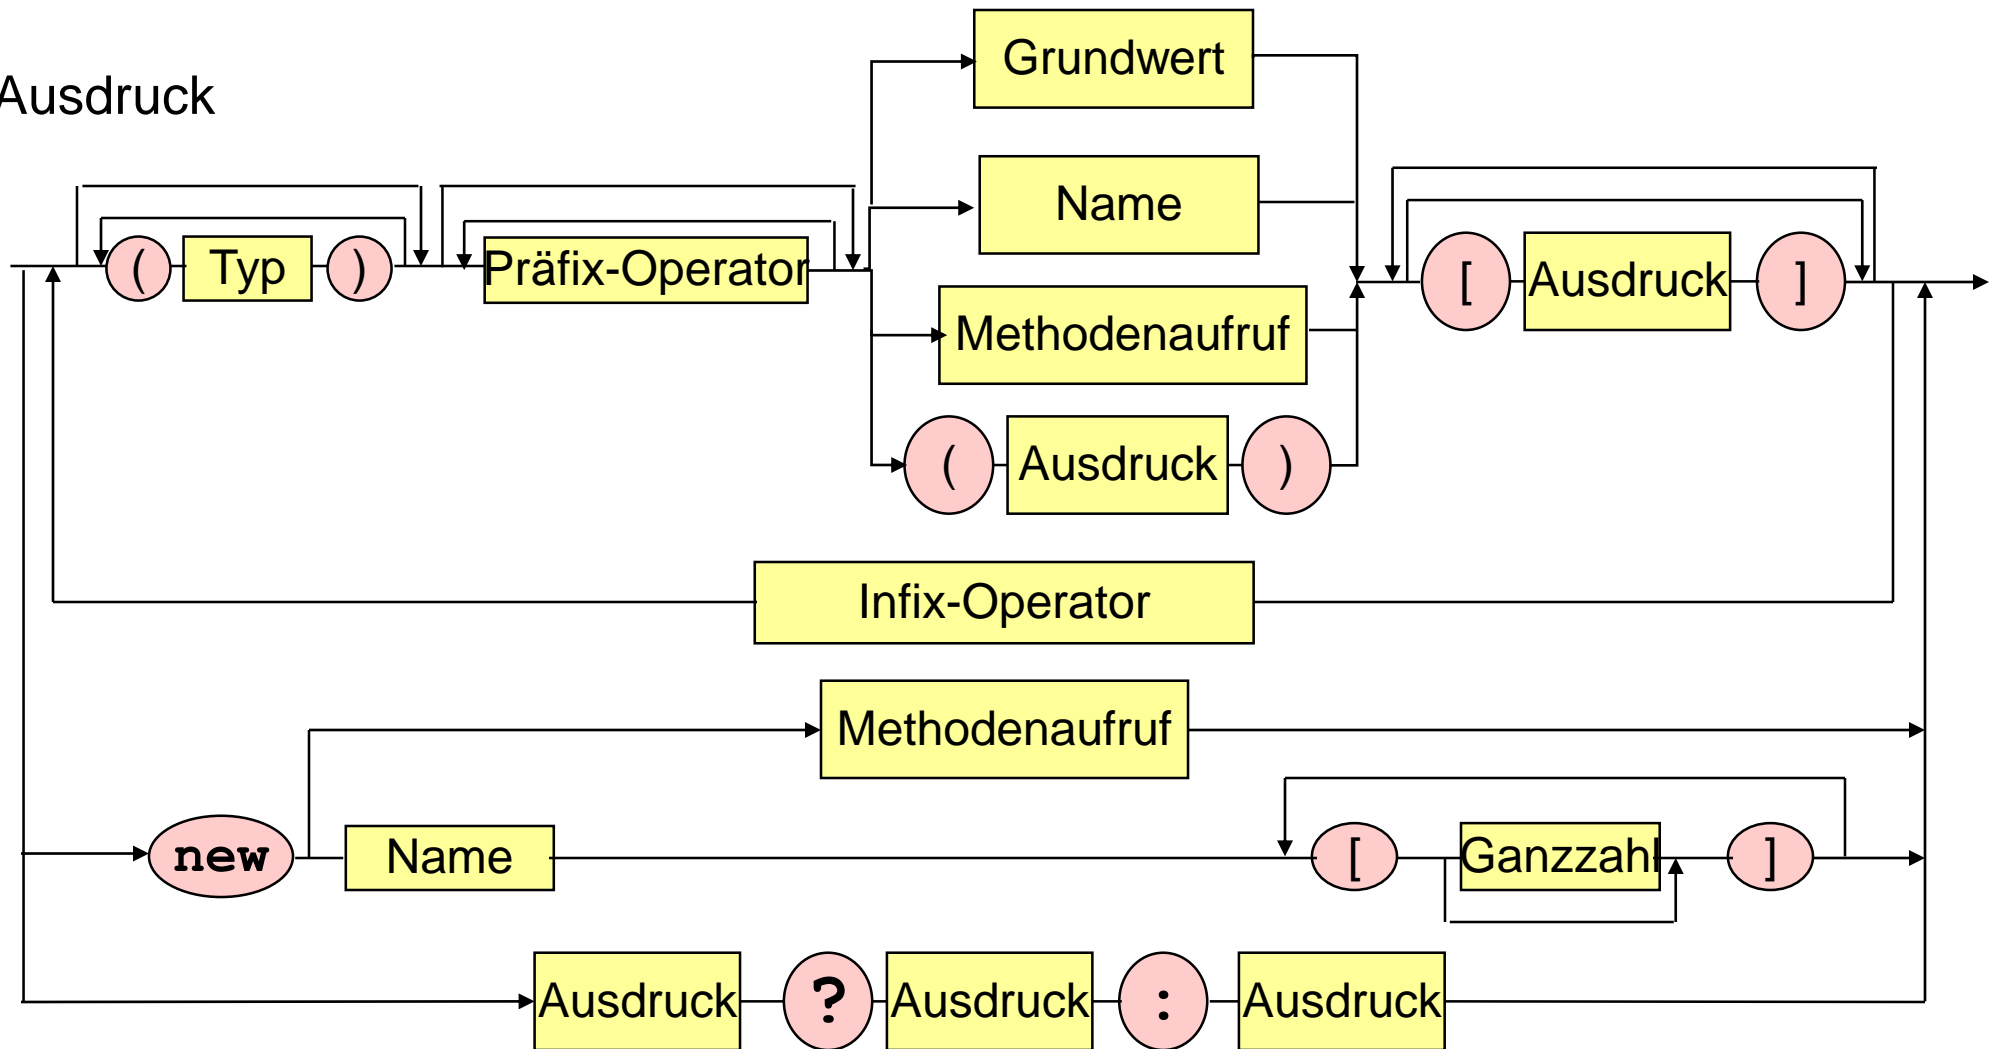 Grundwert
Ausdruck
Name
( Typ ) Präfix-Operator [ Ausdruck ]
Methodenaufruf
( Ausdruck )
Infix-Operator
Methodenaufruf
new Name [ Ganzzahl ]
Ausdruck ? Ausdruck : Ausdruck